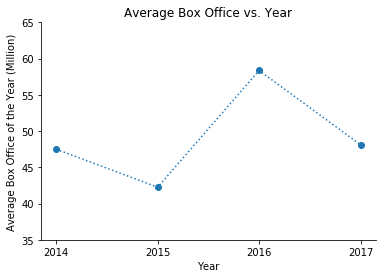 Average Box Office vs. Year
Average Box Office of the Year (Million)
65
60
55
50
45
40
35
2014 2015 2016 2017
Year